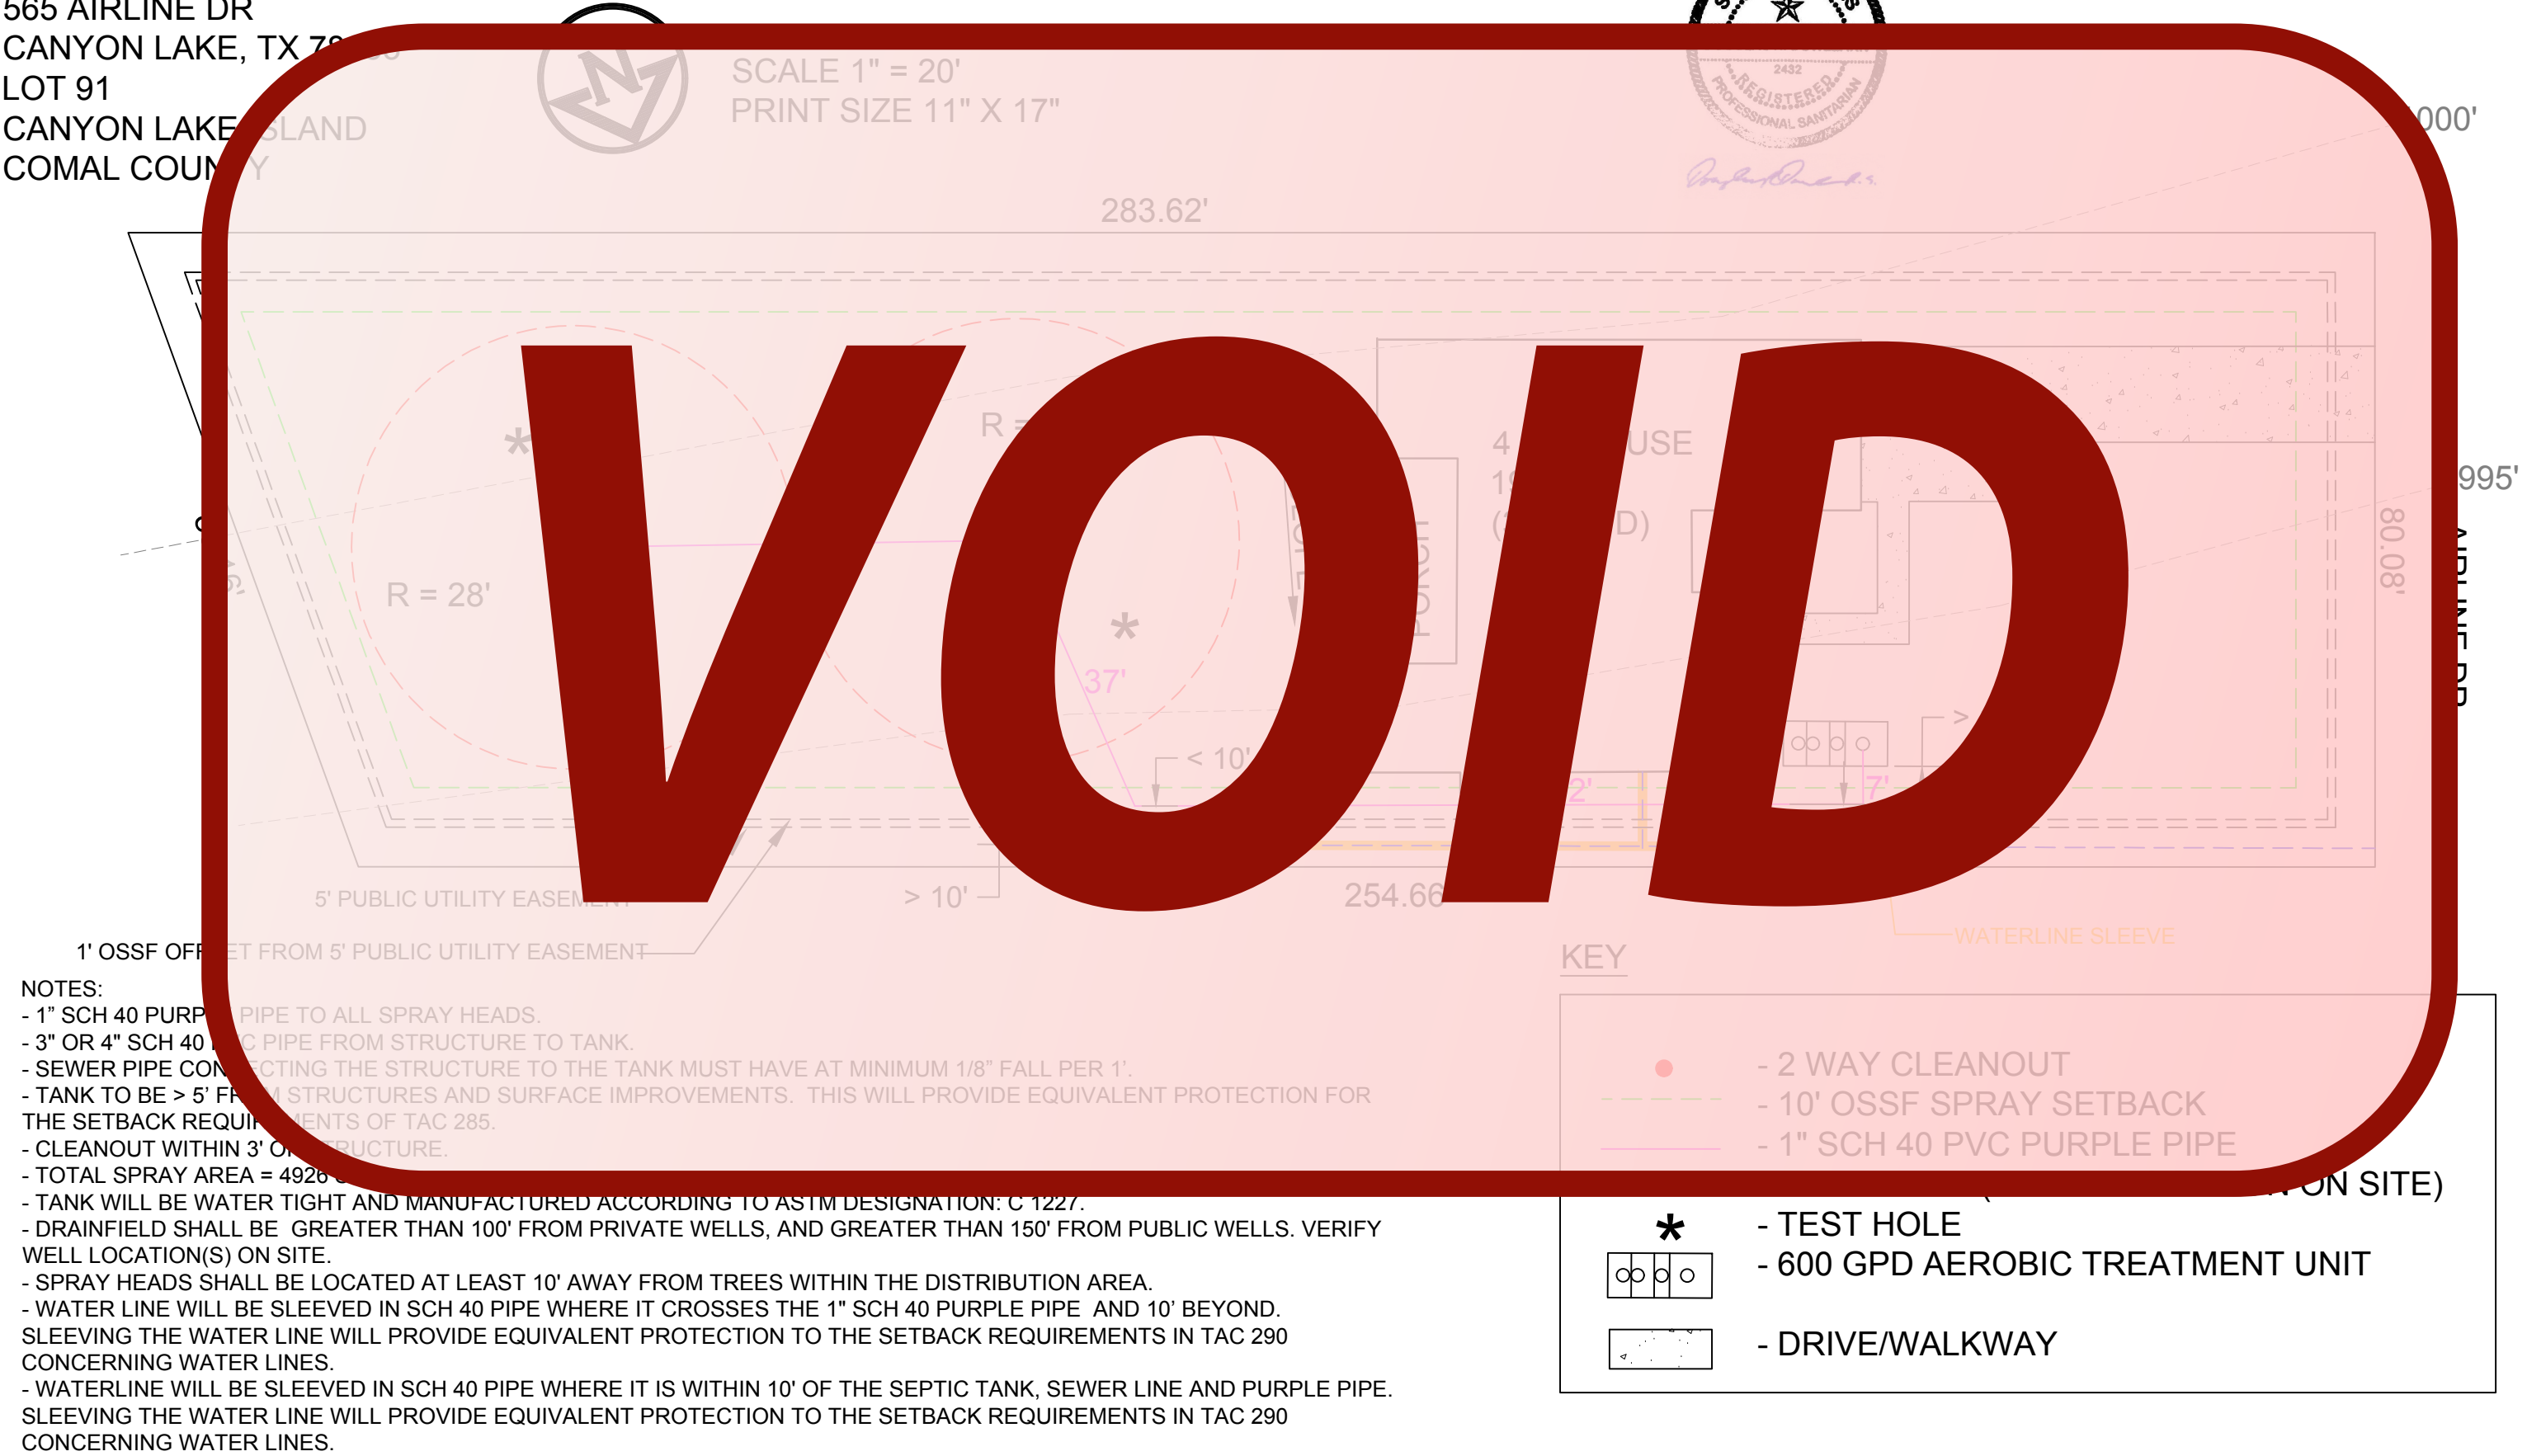 565 AIRLINE DR
CANYON LAKE, TX
LOT 91
CANYON LAKE ISLAND
COMAL COUNTY
N
SCALE 1" = 20'
PRINT SIZE 11" X 17"
2432
REGISTERED
PROFESSIONAL SANITARIAN
283.62'
995'
80.08'
AIRLINE DR
R =
R = 28'
4
USE
PORCH
37'
< 10'
>
7'
VOID
5' PUBLIC UTILITY EASEMENT
> 10'
254.66
1' OSSF OFFSET FROM 5' PUBLIC UTILITY EASEMENT
WATERLINE SLEEVE
NOTES:
- 1” SCH 40 PURPLE PIPE TO ALL SPRAY HEADS.
- 3" OR 4" SCH 40 PVC PIPE FROM STRUCTURE TO TANK.
- SEWER PIPE CONNECTING THE STRUCTURE TO THE TANK MUST HAVE AT MINIMUM 1/8” FALL PER 1’.
- TANK TO BE > 5’ FROM STRUCTURES AND SURFACE IMPROVEMENTS. THIS WILL PROVIDE EQUIVALENT PROTECTION FOR
THE SETBACK REQUIREMENTS OF TAC 285.
- CLEANOUT WITHIN 3' OF STRUCTURE.
- TOTAL SPRAY AREA = 4926
- TANK WILL BE WATER TIGHT AND MANUFACTURED ACCORDING TO ASTM DESIGNATION: C 1227.
- DRAINFIELD SHALL BE GREATER THAN 100' FROM PRIVATE WELLS, AND GREATER THAN 150' FROM PUBLIC WELLS. VERIFY
WELL LOCATION(S) ON SITE.
- SPRAY HEADS SHALL BE LOCATED AT LEAST 10' AWAY FROM TREES WITHIN THE DISTRIBUTION AREA.
- WATER LINE WILL BE SLEEVED IN SCH 40 PIPE WHERE IT CROSSES THE 1" SCH 40 PURPLE PIPE AND 10’ BEYOND.
SLEEVING THE WATER LINE WILL PROVIDE EQUIVALENT PROTECTION TO THE SETBACK REQUIREMENTS IN TAC 290
CONCERNING WATER LINES.
- WATERLINE WILL BE SLEEVED IN SCH 40 PIPE WHERE IT IS WITHIN 10' OF THE SEPTIC TANK, SEWER LINE AND PURPLE PIPE.
SLEEVING THE WATER LINE WILL PROVIDE EQUIVALENT PROTECTION TO THE SETBACK REQUIREMENTS IN TAC 290
CONCERNING WATER LINES.
KEY
- 2 WAY CLEANOUT
- 10' OSSF SPRAY SETBACK
- 1" SCH 40 PVC PURPLE PIPE
ON SITE)
* - TEST HOLE
- 600 GPD AEROBIC TREATMENT UNIT
- DRIVE/WALKWAY